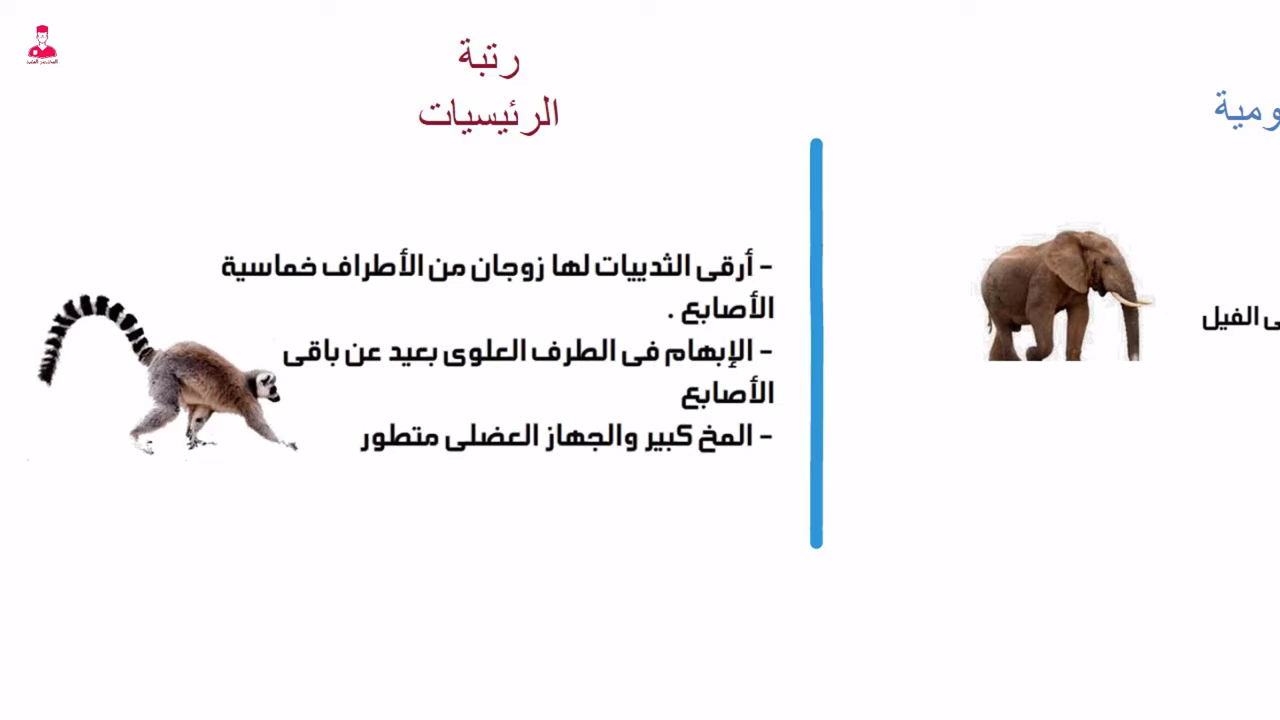 رتبة
الرئيسيات
- أرقى الثدييات لها زوجان من الأطراف خماسية
الأصابع .
- الإبهام فى الطرف العلوى بعيد عن باقى
الأصابع
- المخ كبير والجهاز العضلى متطور
ومية
ى الفيل